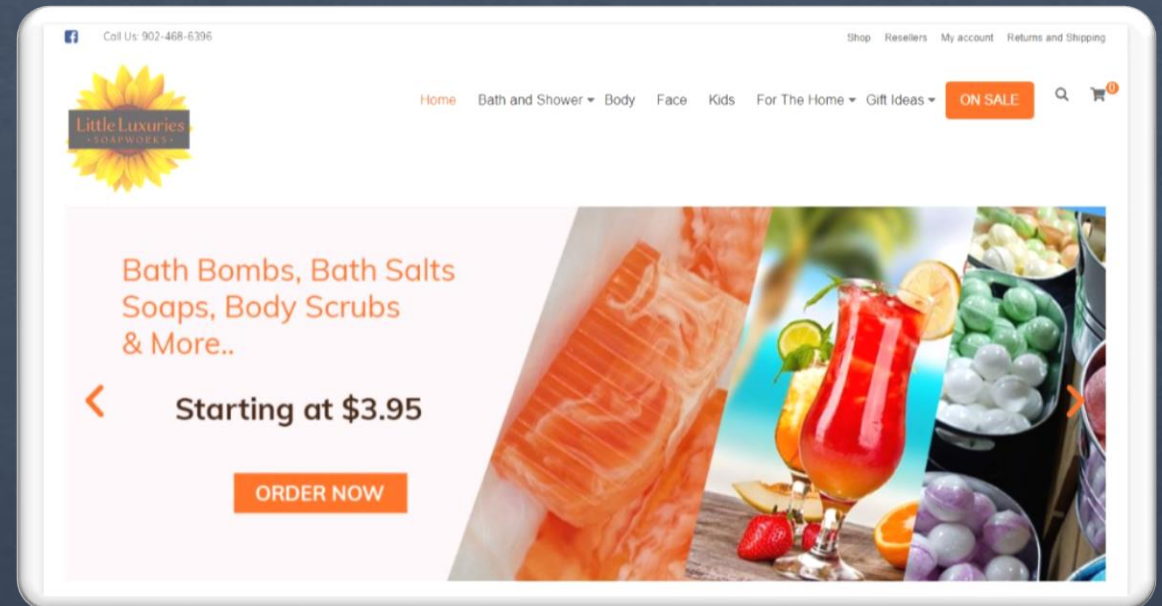 Call Us: 902-468-6396
Shop Resellers My account Returns and Shipping
Little Luxuries
•SOAPWORKS•
Home Bath and Shower Body Face Kids For The Home Gift Ideas ON SALE
0
Bath Bombs, Bath Salts
Soaps, Body Scrubs
& More..
Starting at $3.95
ORDER NOW